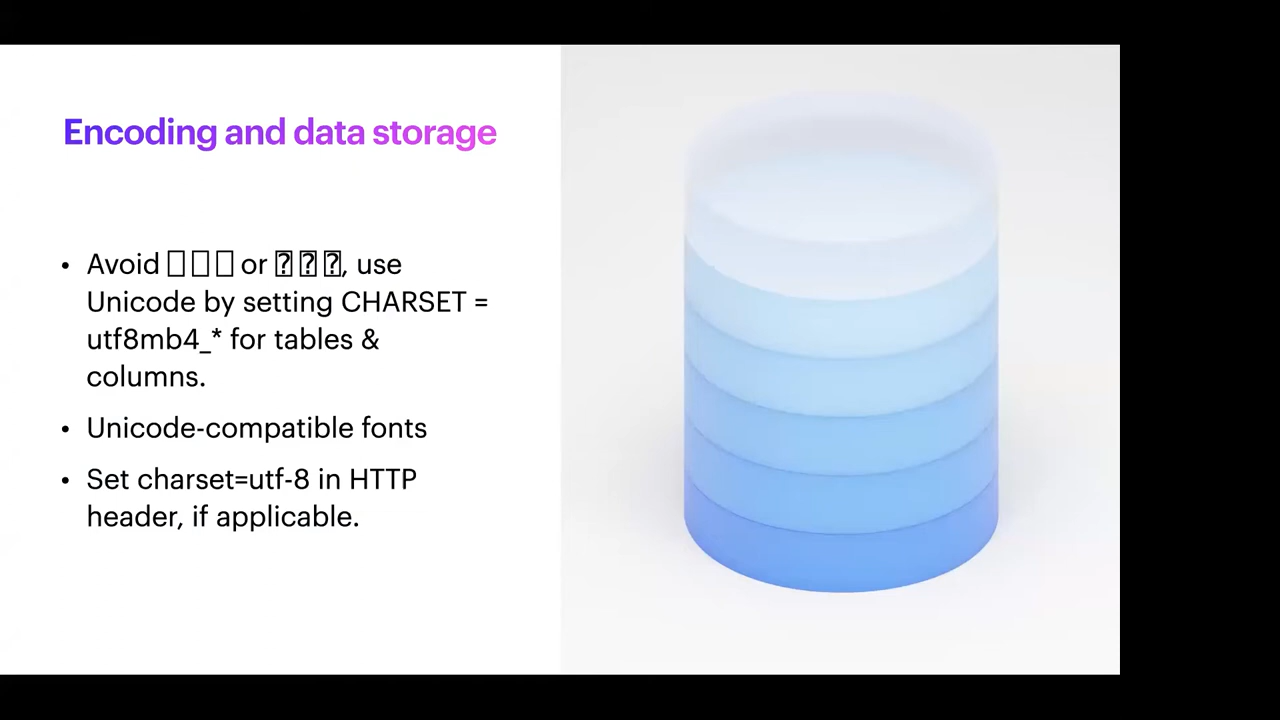 Encoding and data storage
• Avoid □ □ □ or ⍰ ⍰ ⍰, use
Unicode by setting CHARSET =
utf8mb4_* for tables &
columns.
• Unicode-compatible fonts
• Set charset=utf-8 in HTTP
header, if applicable.